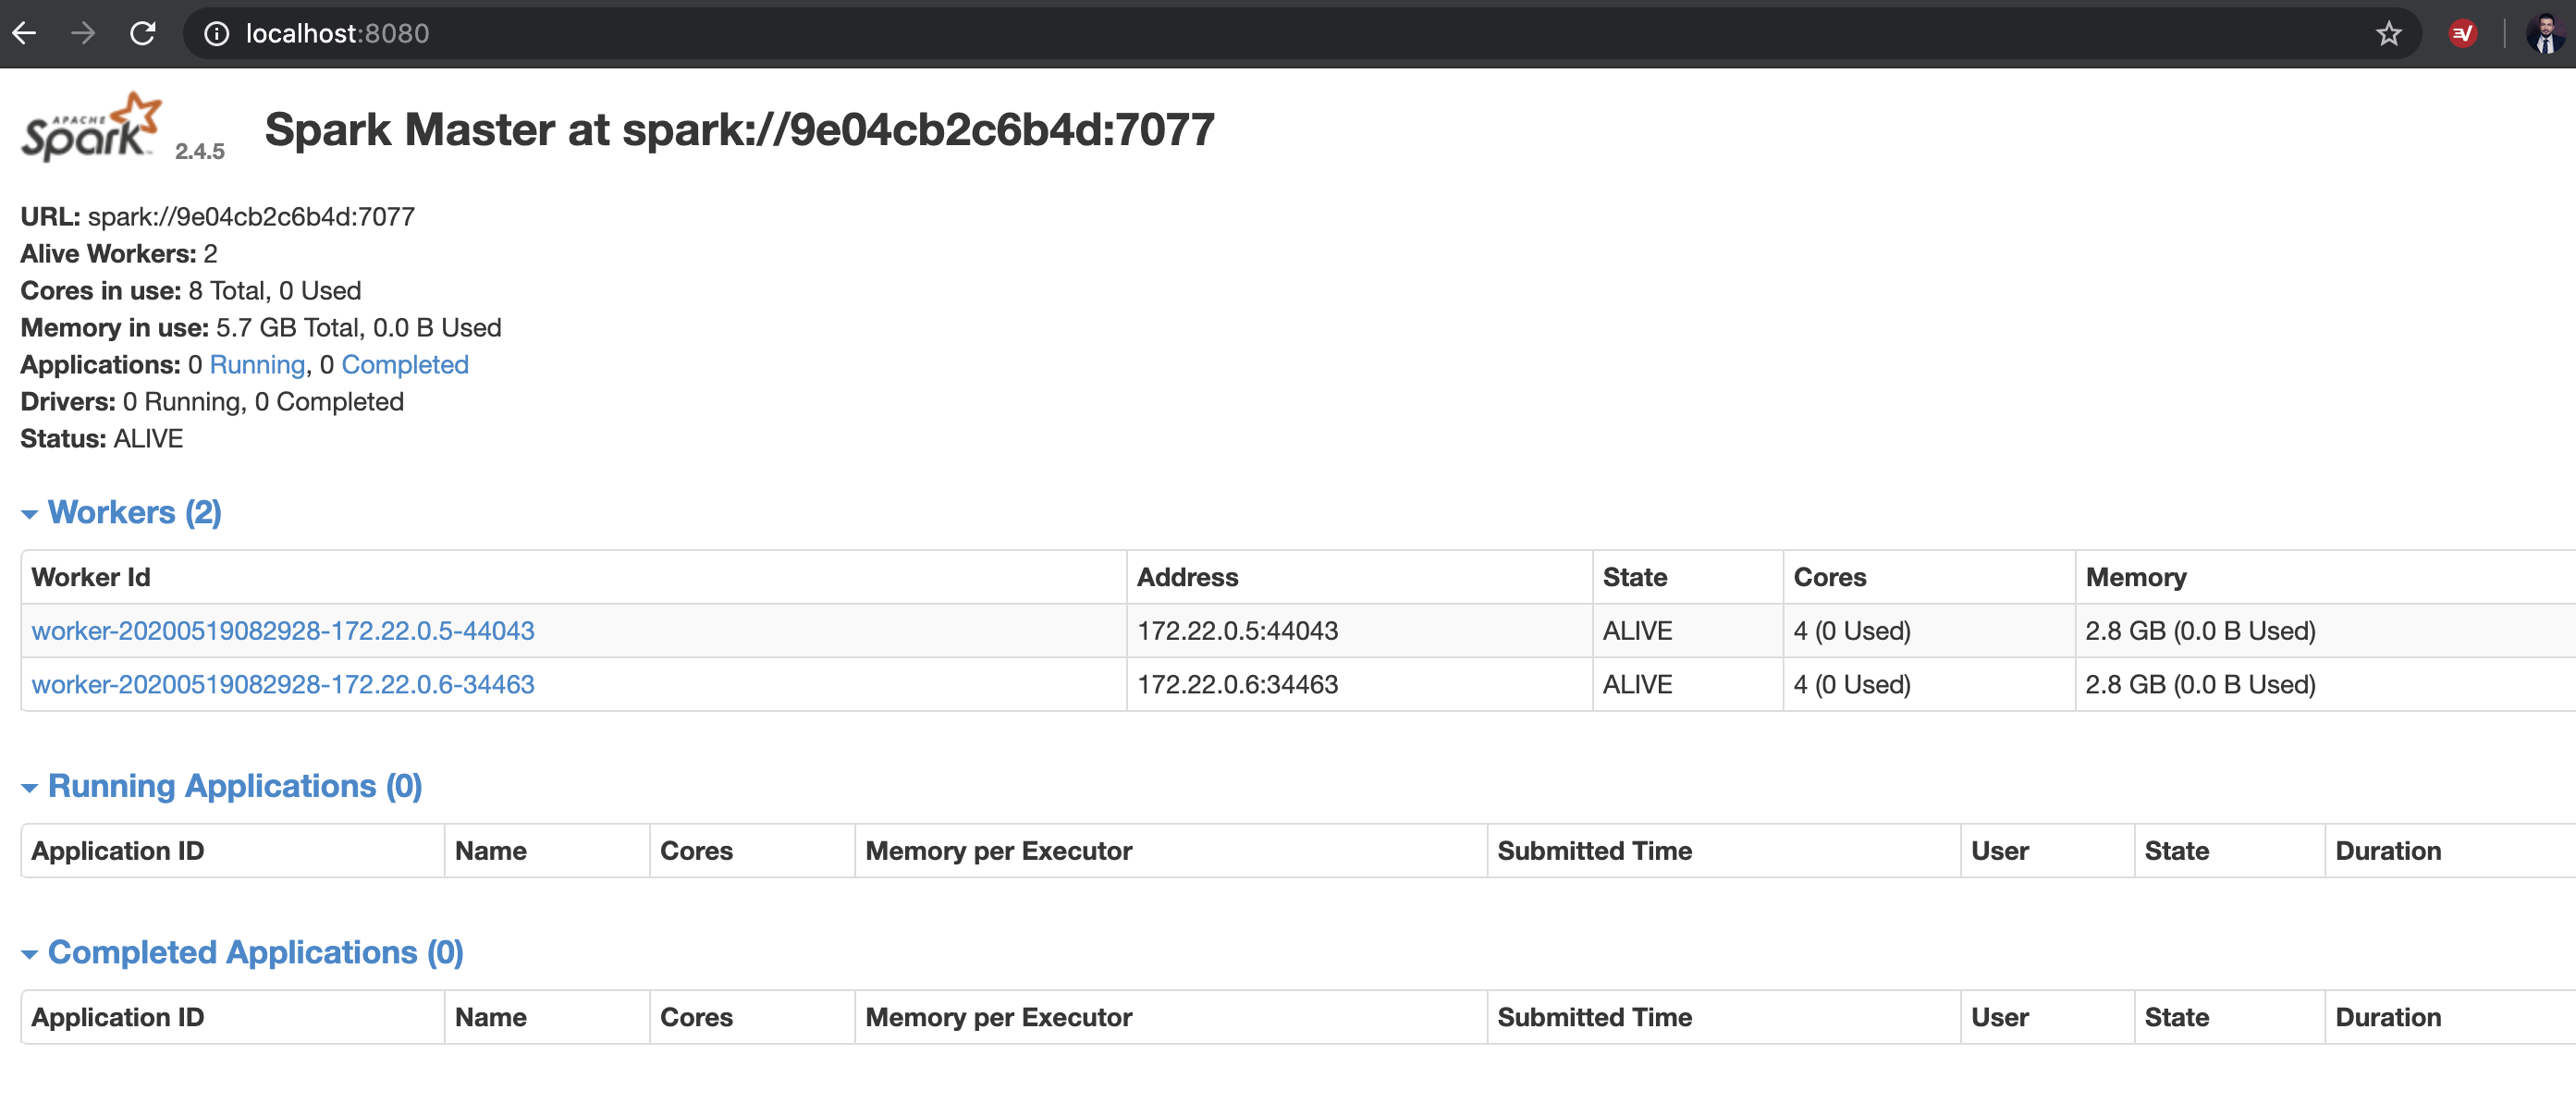 localhost:8080
APACHE
Spark™ 2.4.5 Spark Master at spark://9e04cb2c6b4d:7077
URL: spark://9e04cb2c6b4d:7077
Alive Workers: 2
Cores in use: 8 Total, 0 Used
Memory in use: 5.7 GB Total, 0.0 B Used
Applications: 0 Running, 0 Completed
Drivers: 0 Running, 0 Completed
Status: ALIVE
Workers (2)
Worker Id Address State Cores Memory
worker-20200519082928-172.22.0.5-44043 172.22.0.5:44043 ALIVE 4 (0 Used) 2.8 GB (0.0 B Used)
worker-20200519082928-172.22.0.6-34463 172.22.0.6:34463 ALIVE 4 (0 Used) 2.8 GB (0.0 B Used)
Running Applications (0)
Application ID Name Cores Memory per Executor Submitted Time User State Duration
Completed Applications (0)
Application ID Name Cores Memory per Executor Submitted Time User State Duration